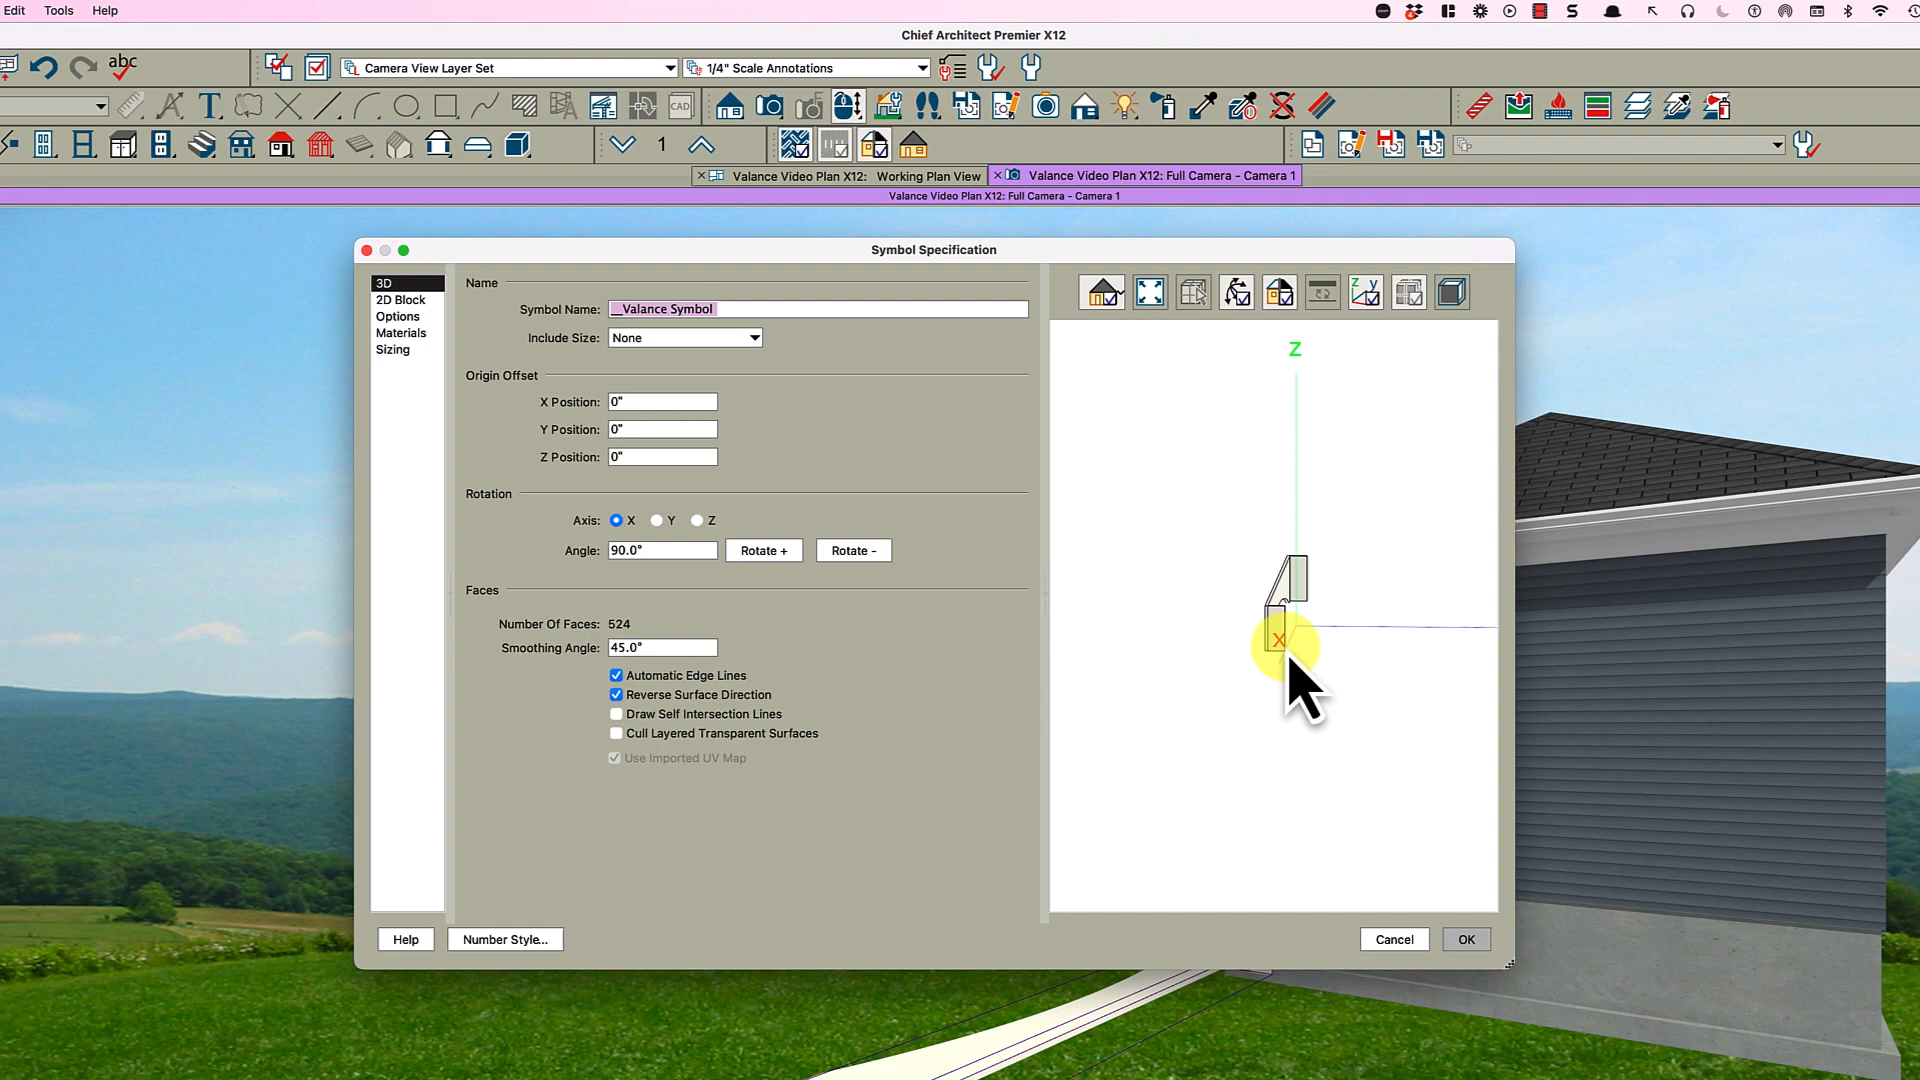 Edit Tools Help
4
Chief Architect Premier X12
abc
Camera View Layer Set
1/4" Scale Annotations
T
CAD
1
Valance Video Plan X12: Working Plan View
Valance Video Plan X12: Full Camera - Camera 1
Valance Video Plan X12: Full Camera - Camera 1
Symbol Specification
3D
2D Block
Options
Materials
Sizing
Name
Symbol Name: __Valance Symbol
Include Size: None
Origin Offset
X Position: 0"
Y Position: 0"
Z Position: 0"
Rotation
Axis: X Y Z
Angle: 90.0° Rotate + Rotate -
Faces
Number Of Faces: 524
Smoothing Angle: 45.0°
Automatic Edge Lines
Reverse Surface Direction
Draw Self Intersection Lines
Cull Layered Transparent Surfaces
Use Imported UV Map
Z y
Z
X
Help Number Style... Cancel OK